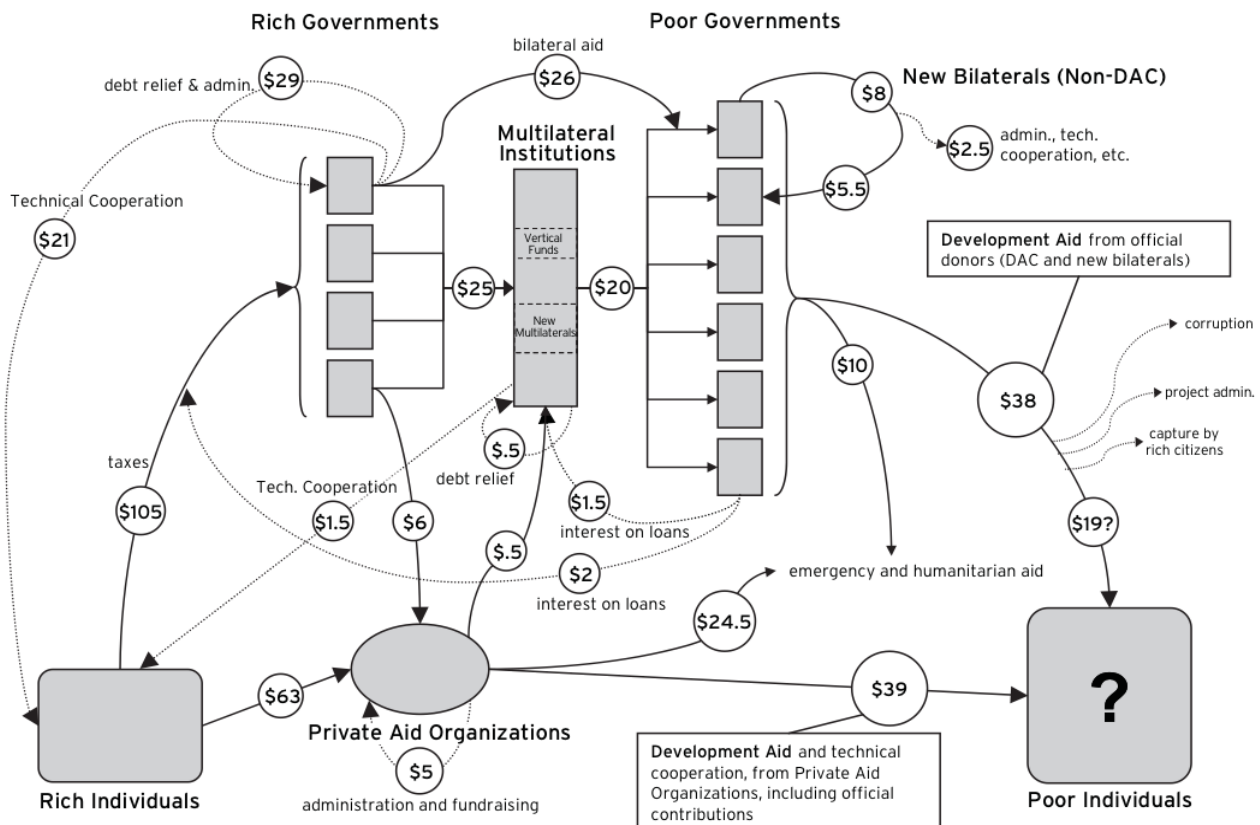 Rich Governments
Poor Governments
bilateral aid
$26
debt relief & admin.
$29
New Bilaterals (Non-DAC)
$8
$2.5
admin., tech.
cooperation, etc.
$5.5
Multilateral
Institutions
Technical Cooperation
$21
Vertical
Funds
New
Multilaterals
$25
$20
Development Aid from official
donors (DAC and new bilaterals)
corruption
project admin.
capture by
rich citizens
$10
$38
$19?
taxes
$105
$.5
debt relief
Tech. Cooperation
$1.5
$6
$1.5
interest on loans
$.5
$2
interest on loans
emergency and humanitarian aid
$24.5
$63
$39
?
Private Aid Organizations
$5
administration and fundraising
Development Aid and technical
cooperation, from Private Aid
Organizations, including official
contributions
Rich Individuals
Poor Individuals